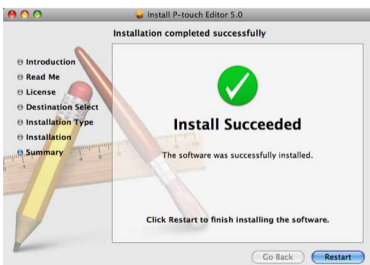 Install P-touch Editor 5.0
Installation completed successfully
Introduction
Read Me
License
Destination Select
Installation Type
Installation
Summary
Install Succeeded
The software was successfully installed.
Click Restart to finish installing the software.
Go Back
Restart